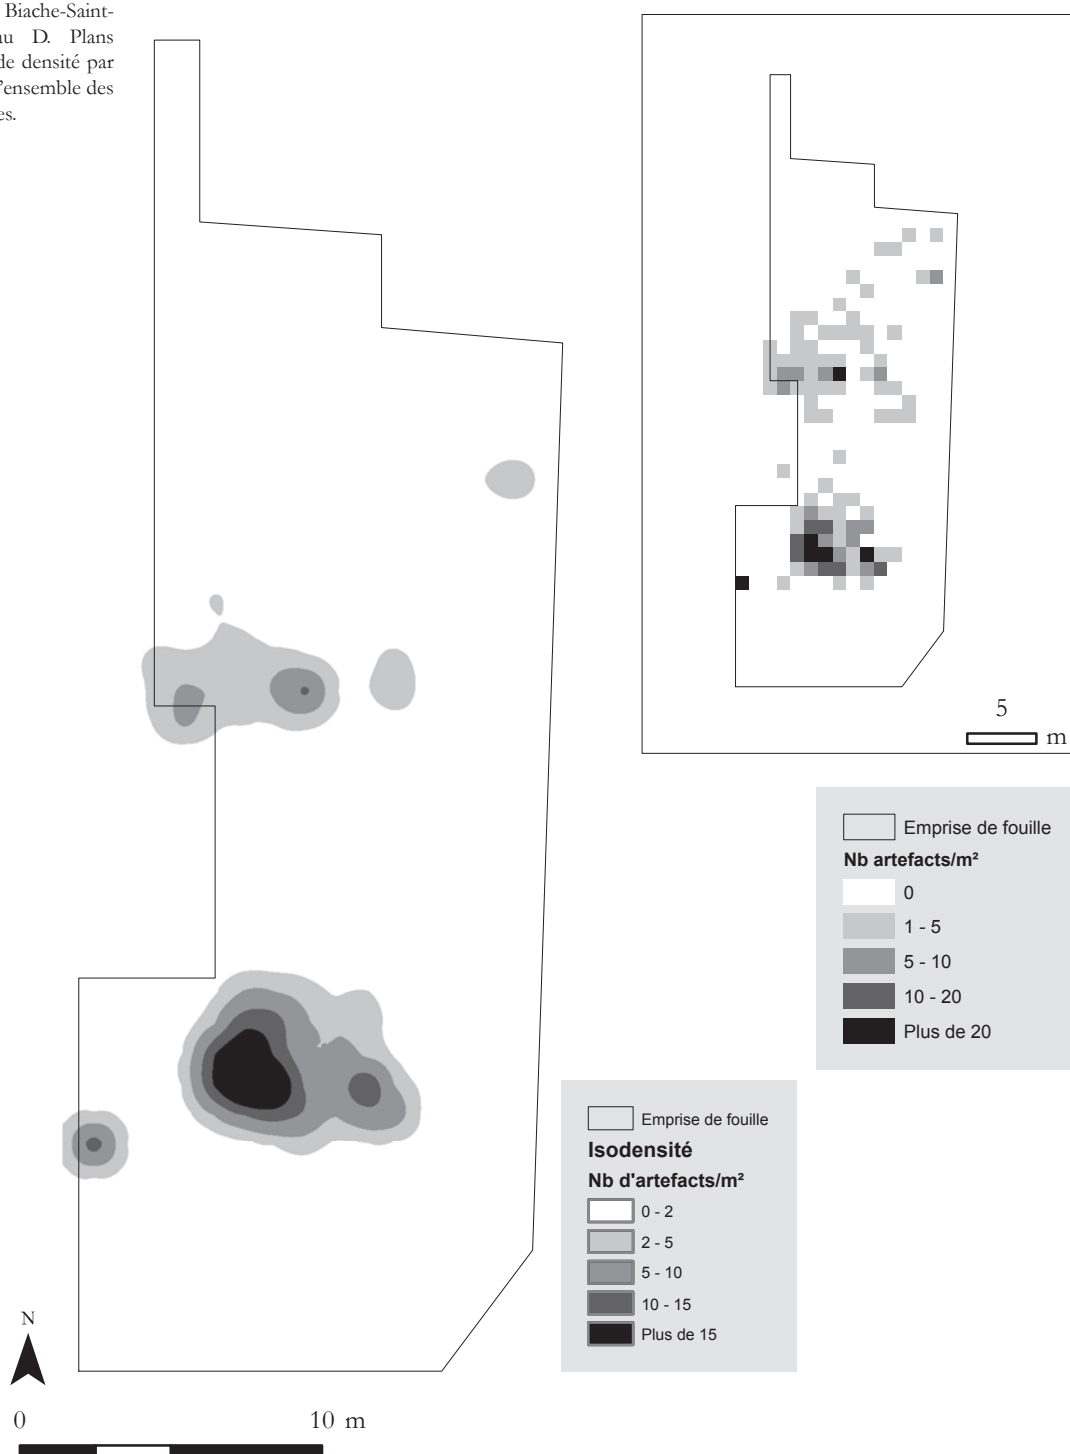 Biache-Saint-
D. Plans
de densité par
l'ensemble des
5
m
Emprise de fouille
Nb artefacts/m²
0
1 - 5
5 - 10
10 - 20
Plus de 20
Emprise de fouille
Isodensité
Nb d'artefacts/m²
0 - 2
2 - 5
5 - 10
10 - 15
Plus de 15
N
0 10 m